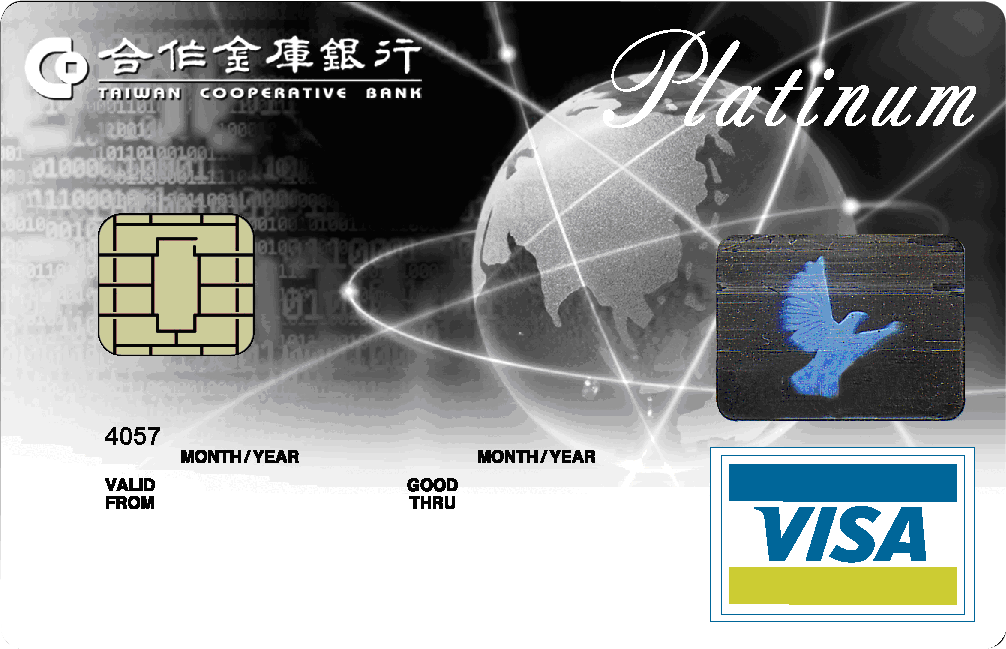 合作金庫銀行
TAIWAN COOPERATIVE BANK
Platinum
4057
MONTH/YEAR MONTH/YEAR
VALID FROM
GOOD THRU
VISA